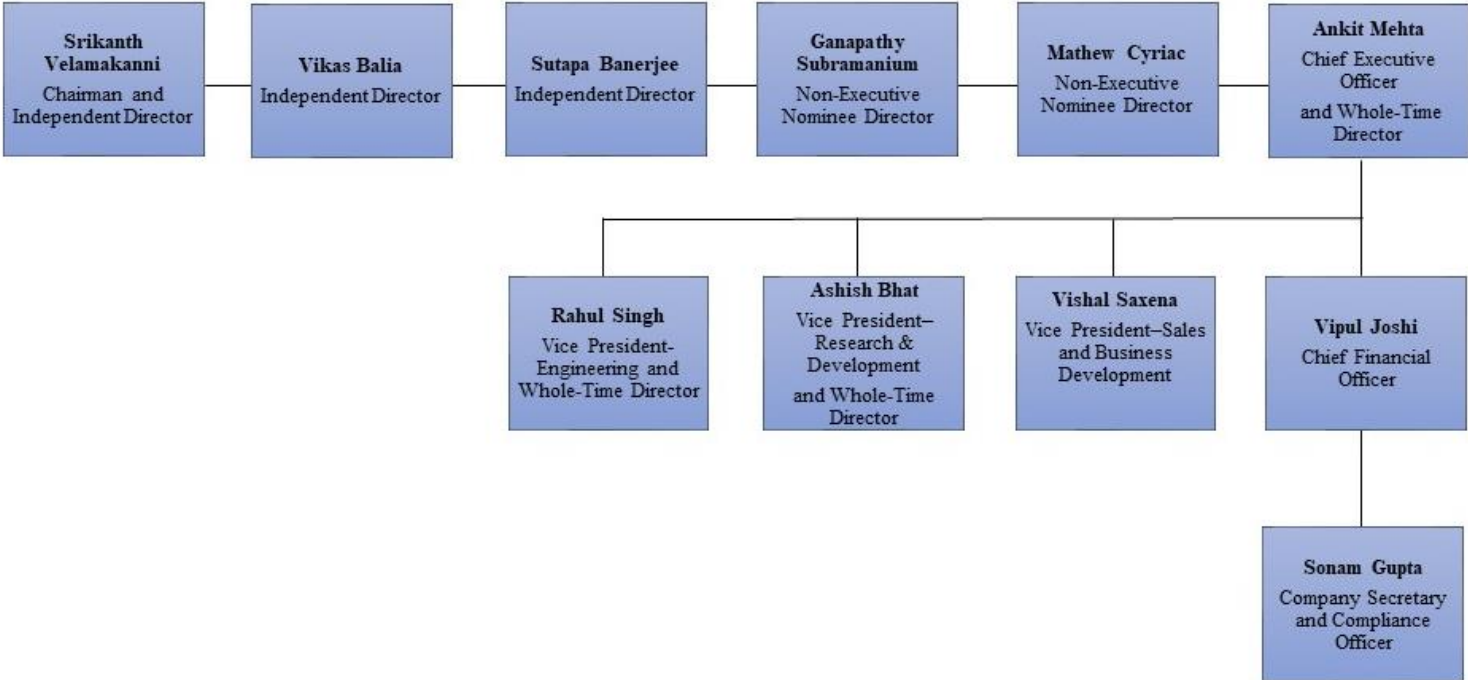 Srikanth
Velamakanni
Chairman and
Independent Director
Vikas Balia
Independent Director
Sutapa Banerjee
Independent Director
Ganapathy
Subramanium
Non-Executive
Nominee Director
Mathew Cyriac
Non-Executive
Nominee Director
Ankit Mehta
Chief Executive
Officer
and Whole-Time
Director
Rahul Singh
Vice President-
Engineering and
Whole-Time Director
Ashish Bhat
Vice President–
Research &
Development
and Whole-Time
Director
Vishal Saxena
Vice President–Sales
and Business
Development
Vipul Joshi
Chief Financial
Officer
Sonam Gupta
Company Secretary
and Compliance
Officer